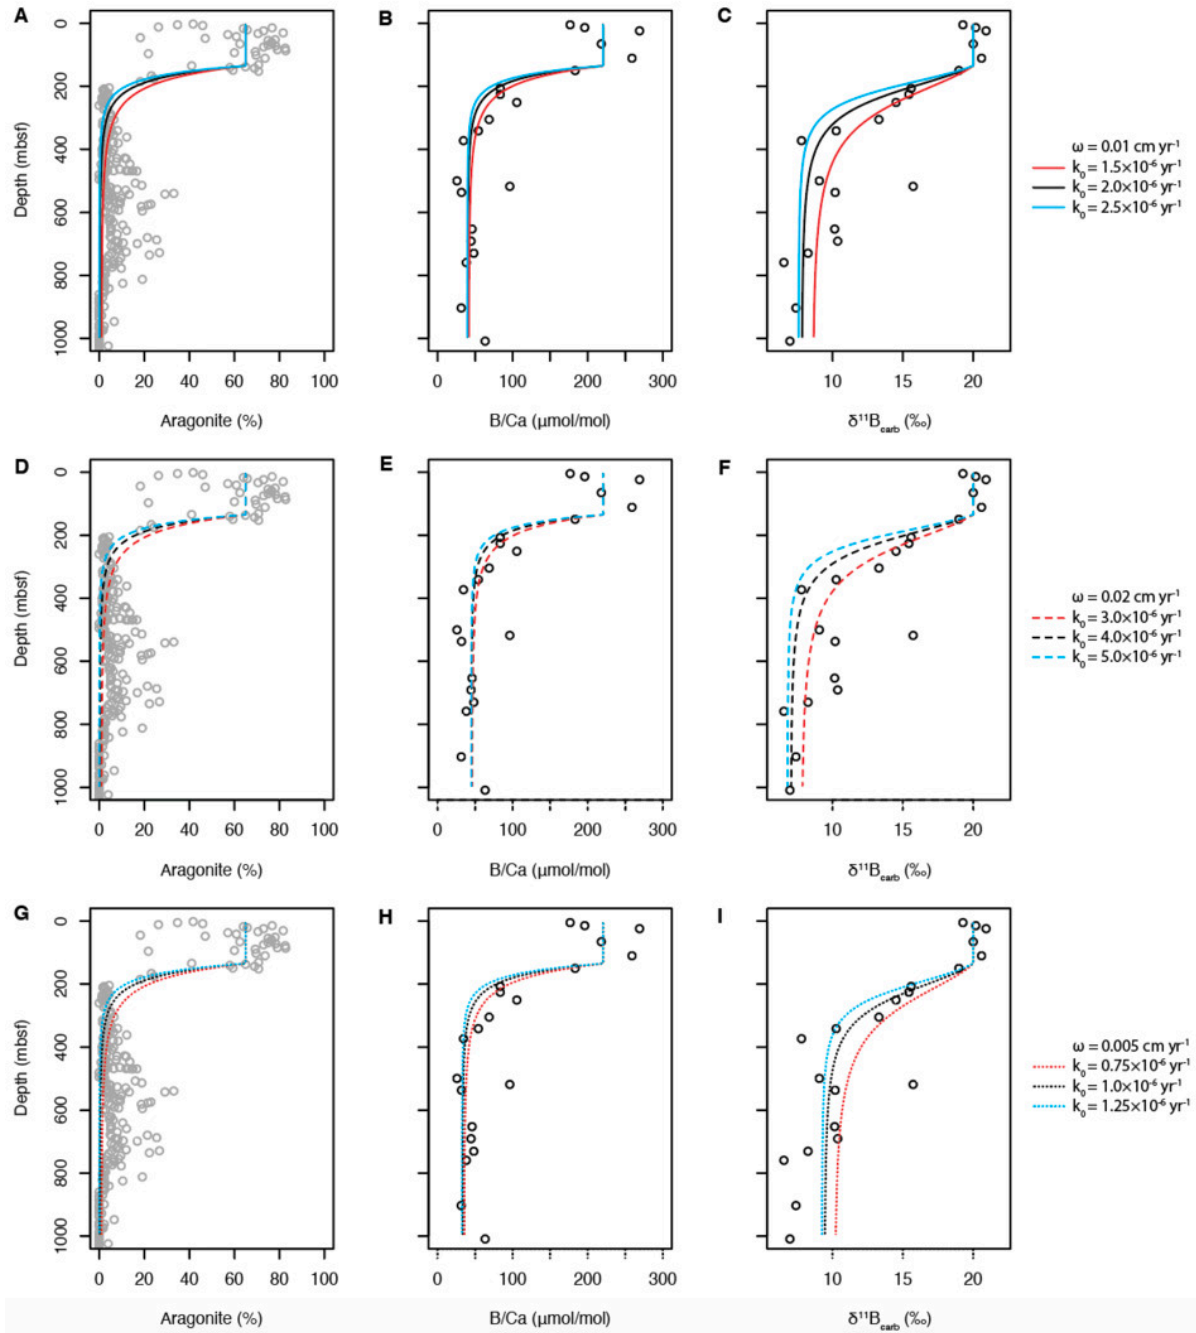 A
B
C
Depth (mbsf)
0
200
400
600
800
1000
0 20 40 60 80 100
0 100 200 300
10 15 20
Aragonite (%)
B/Ca (μmol/mol)
δ¹¹B_carb (‰)
ω = 0.01 cm yr⁻¹
k₀ = 1.5×10⁻⁶ yr⁻¹
k₀ = 2.0×10⁻⁶ yr⁻¹
k₀ = 2.5×10⁻⁶ yr⁻¹
D
E
F
Depth (mbsf)
0
200
400
600
800
1000
0 20 40 60 80 100
0 100 200 300
10 15 20
Aragonite (%)
B/Ca (μmol/mol)
δ¹¹B_carb (‰)
ω = 0.02 cm yr⁻¹
k₀ = 3.0×10⁻⁶ yr⁻¹
k₀ = 4.0×10⁻⁶ yr⁻¹
k₀ = 5.0×10⁻⁶ yr⁻¹
G
H
I
Depth (mbsf)
0
200
400
600
800
1000
0 20 40 60 80 100
0 100 200 300
10 15 20
Aragonite (%)
B/Ca (μmol/mol)
δ¹¹B_carb (‰)
ω = 0.005 cm yr⁻¹
k₀ = 0.75×10⁻⁶ yr⁻¹
k₀ = 1.0×10⁻⁶ yr⁻¹
k₀ = 1.25×10⁻⁶ yr⁻¹